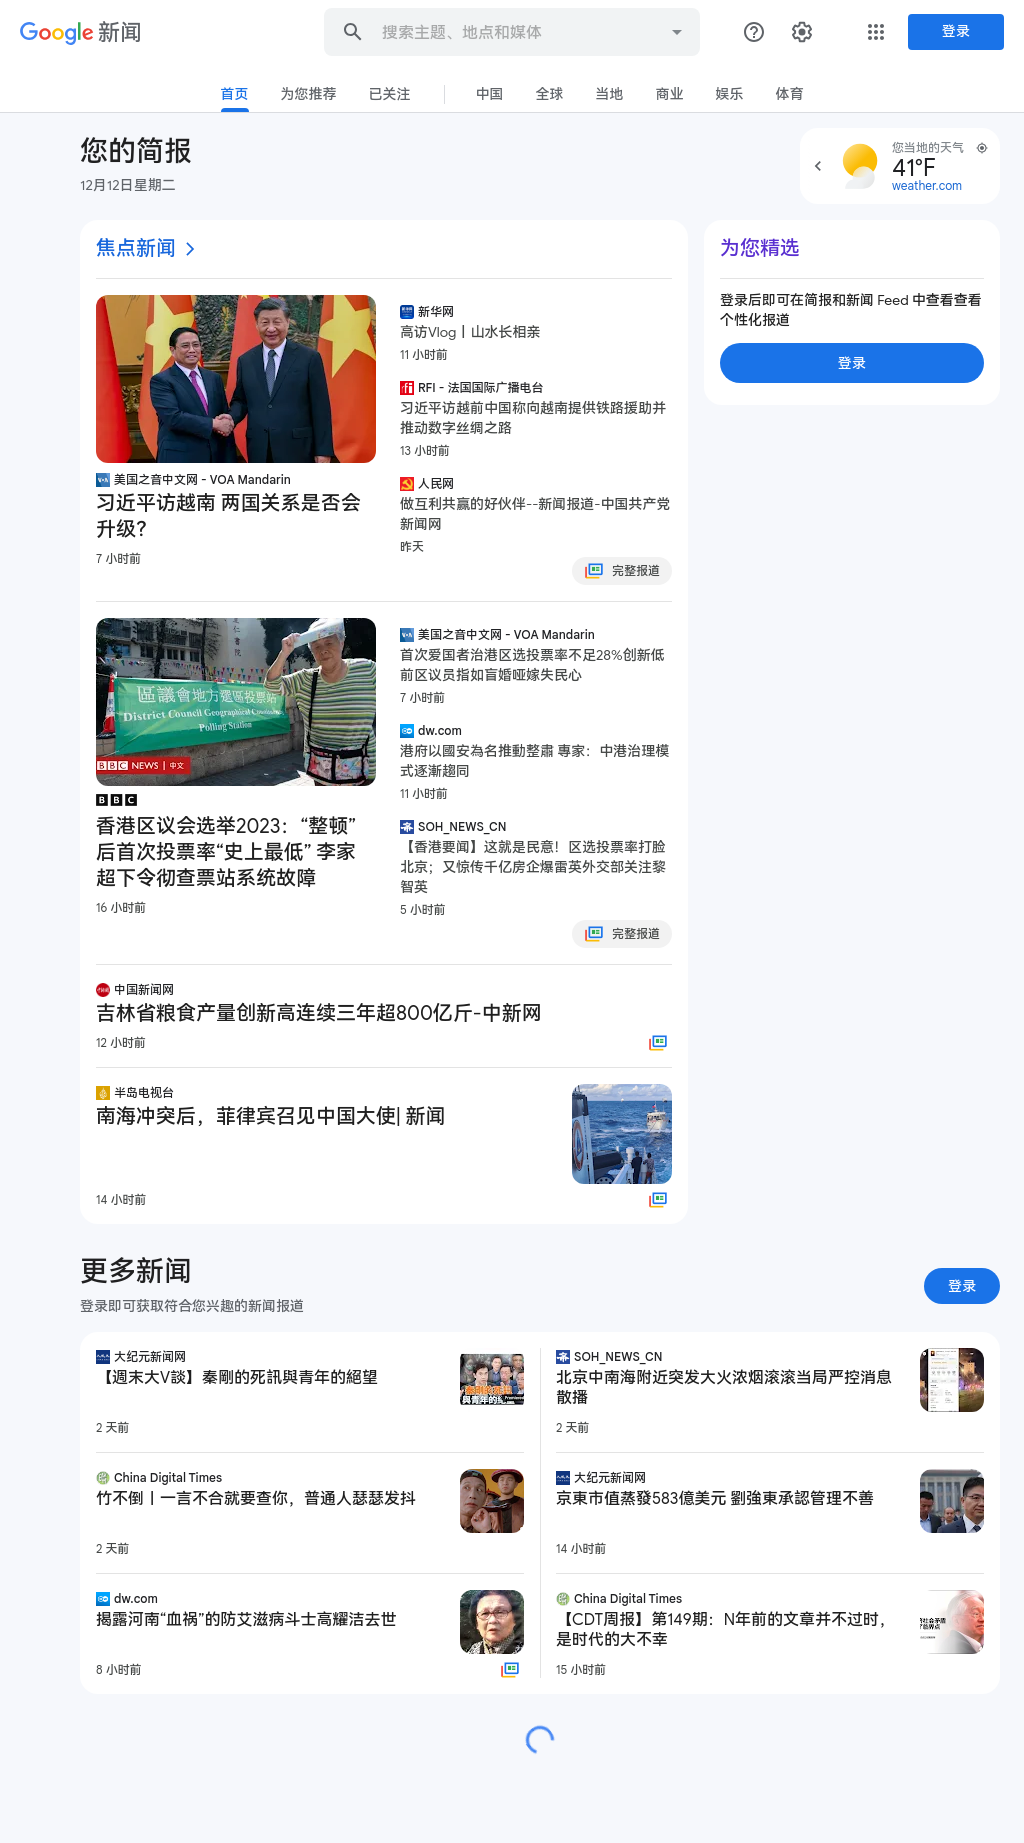 Google 新闻
搜索主题、地点和媒体
登录
首页
为您推荐
已关注
中国
全球
当地
商业
娱乐
体育
您的简报
12月12日星期二
您当地的天气
41°F
weather.com
焦点新闻
美国之音中文网 - VOA Mandarin
习近平访越南 两国关系是否会
升级？
7 小时前
新华网
高访Vlog丨山水长相亲
11 小时前
RFI - 法国国际广播电台
习近平访越前中国称向越南提供铁路援助并
推动数字丝绸之路
13 小时前
人民网
做互利共赢的好伙伴--新闻报道-中国共产党
新闻网
昨天
完整报道
為您精选
登录后即可在简报和新闻 Feed 中查看查看
个性化报道
登录
區議會地方選區投票站
District Council Geographical Constituency
Polling Station
BBC NEWS | 中文
BBC
香港区议会选举2023：“整顿”
后首次投票率“史上最低” 李家
超下令彻查票站系统故障
16 小时前
美国之音中文网 - VOA Mandarin
首次爱国者治港区选投票率不足28%创新低
前区议员指如盲婚哑嫁失民心
7 小时前
dw.com
港府以國安為名推動整肅 專家：中港治理模
式逐漸趨同
11 小时前
SOH_NEWS_CN
【香港要闻】这就是民意！区选投票率打脸
北京；又惊传千亿房企爆雷英外交部关注黎
智英
5 小时前
完整报道
中国新闻网
吉林省粮食产量创新高连续三年超800亿斤-中新网
12 小时前
半岛电视台
南海冲突后，菲律宾召见中国大使| 新闻
14 小时前
更多新闻
登录即可获取符合您兴趣的新闻报道
登录
大纪元新闻网
【週末大V談】秦剛的死訊與青年的絕望
2 天前
SOH_NEWS_CN
北京中南海附近突发大火浓烟滚滚当局严控消息
散播
2 天前
China Digital Times
竹不倒丨一言不合就要查你，普通人瑟瑟发抖
2 天前
大纪元新闻网
京東市值蒸發583億美元 劉強東承認管理不善
14 小时前
dw.com
揭露河南“血祸”的防艾滋病斗士高耀洁去世
8 小时前
China Digital Times
【CDT周报】第149期：N年前的文章并不过时，
是时代的大不幸
15 小时前